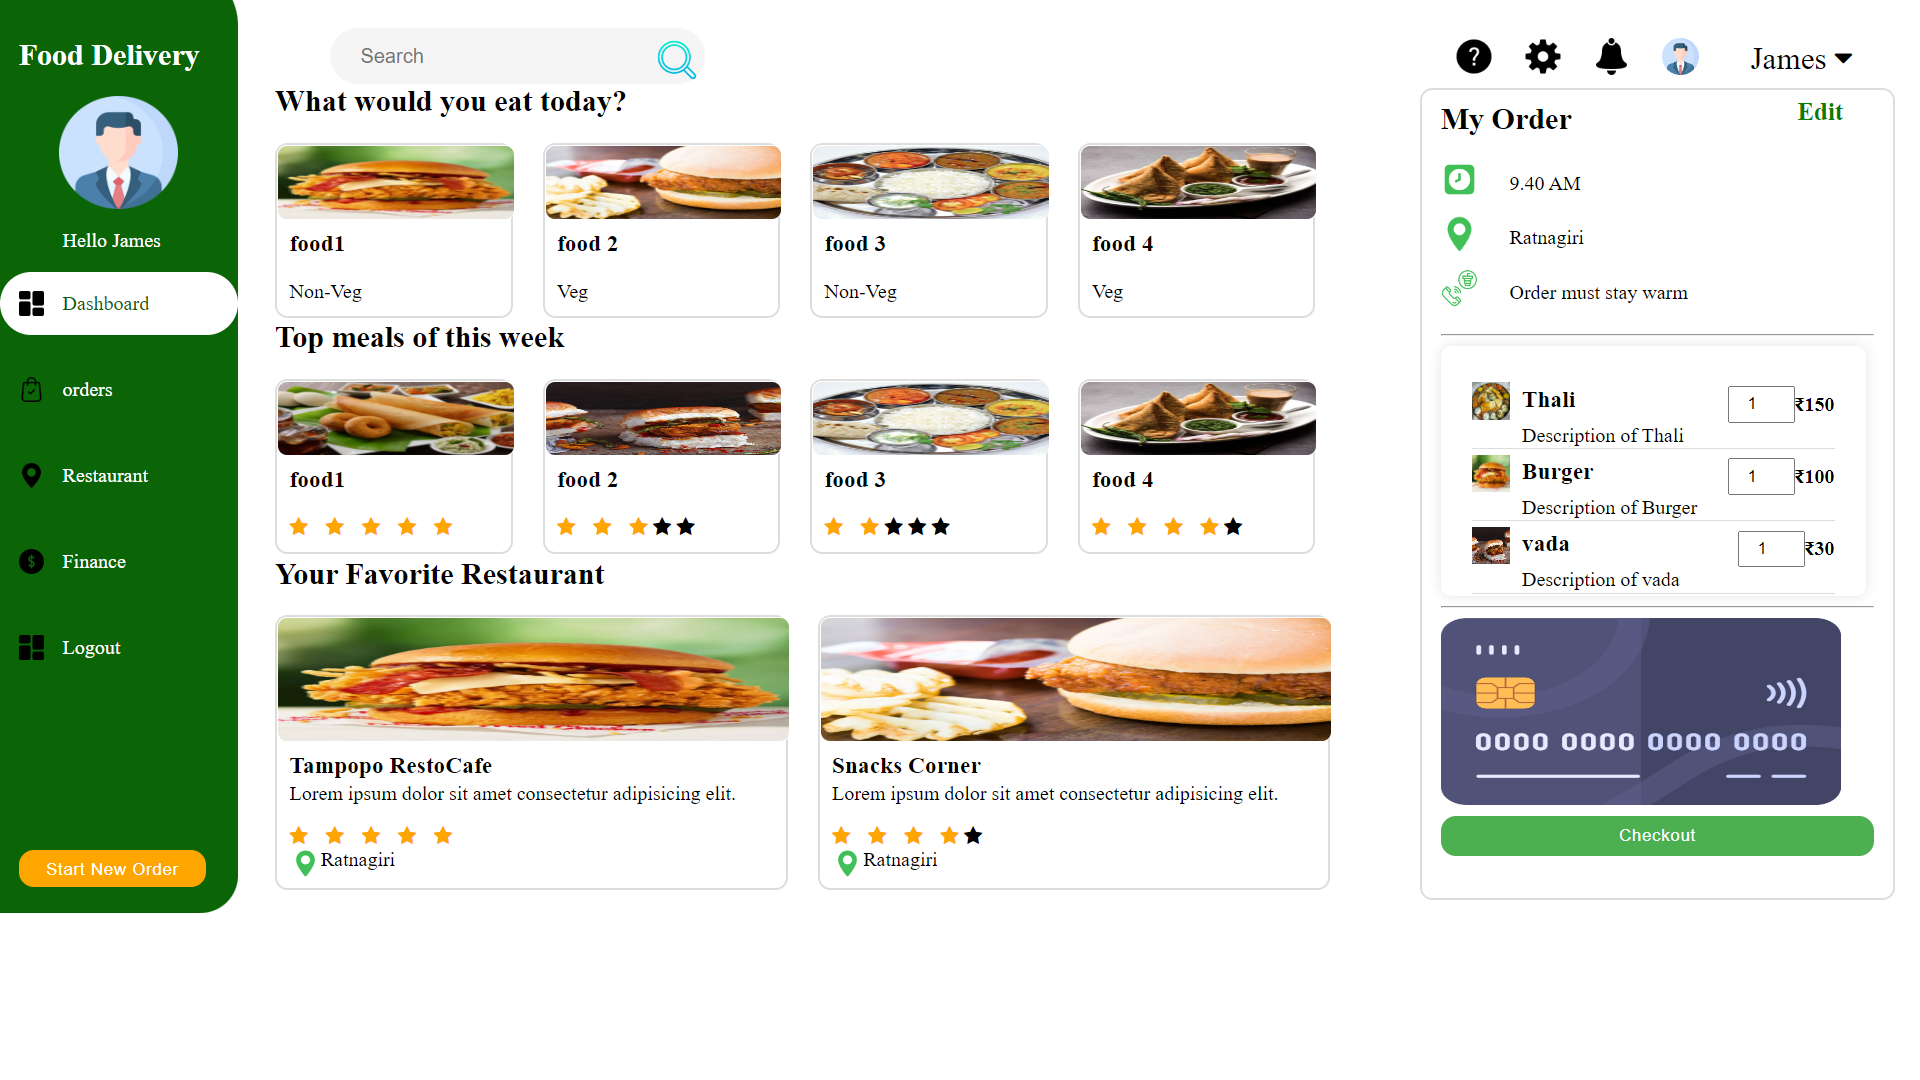 Food Delivery
Hello James
Dashboard
orders
Restaurant
Finance
Logout
Start New Order
Search
? James
What would you eat today?
food1
Non-Veg
food 2
Veg
food 3
Non-Veg
food 4
Veg
Top meals of this week
food1
food 2
food 3
food 4
Your Favorite Restaurant
Tampopo RestoCafe
Lorem ipsum dolor sit amet consectetur adipisicing elit.
Ratnagiri
Snacks Corner
Lorem ipsum dolor sit amet consectetur adipisicing elit.
Ratnagiri
My Order
Edit
9.40 AM
Ratnagiri
Order must stay warm
Thali 1 ₹150
Description of Thali
Burger 1 ₹100
Description of Burger
vada 1 ₹30
Description of vada
0000 0000 0000 0000
Checkout